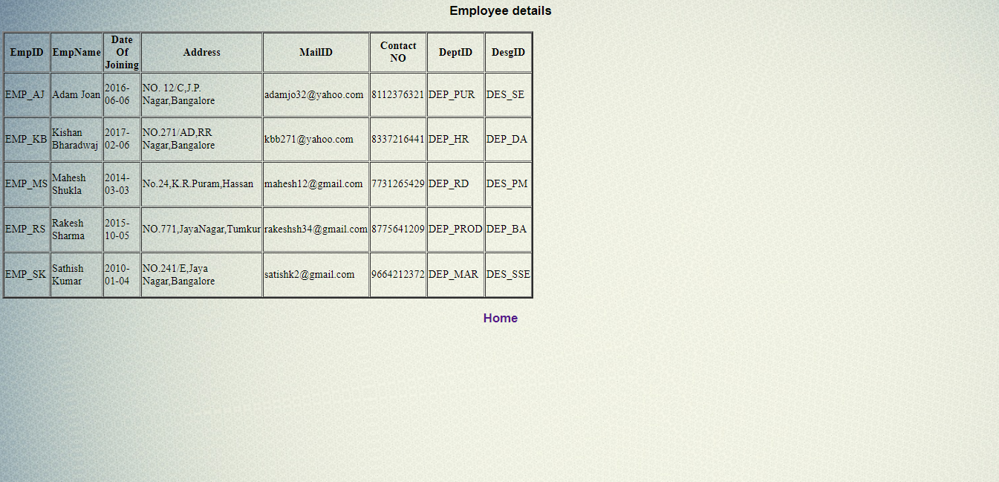 Employee details
EmpID EmpName Date Of Joining Address MailID Contact NO DeptID DesgID
EMP_AJ Adam Joan 2016-06-06 NO. 12/C,J.P. Nagar,Bangalore adamjo32@yahoo.com 8112376321 DEP_PUR DES_SE
EMP_KB Kishan Bharadwaj 2017-02-06 NO.271/AD,RR Nagar,Bangalore kbb271@yahoo.com 8337216441 DEP_HR DEP_DA
EMP_MS Mahesh Shukla 2014-03-03 No.24,K.R.Puram,Hassan mahesh12@gmail.com 7731265429 DEP_RD DES_PM
EMP_RS Rakesh Sharma 2015-10-05 NO.771,JayaNagar,Tumkur rakeshsh34@gmail.com 8775641209 DEP_PROD DEP_BA
EMP_SK Sathish Kumar 2010-01-04 NO.241/E,Jaya Nagar,Bangalore satishk2@gmail.com 9664212372 DEP_MAR DES_SSE
Home